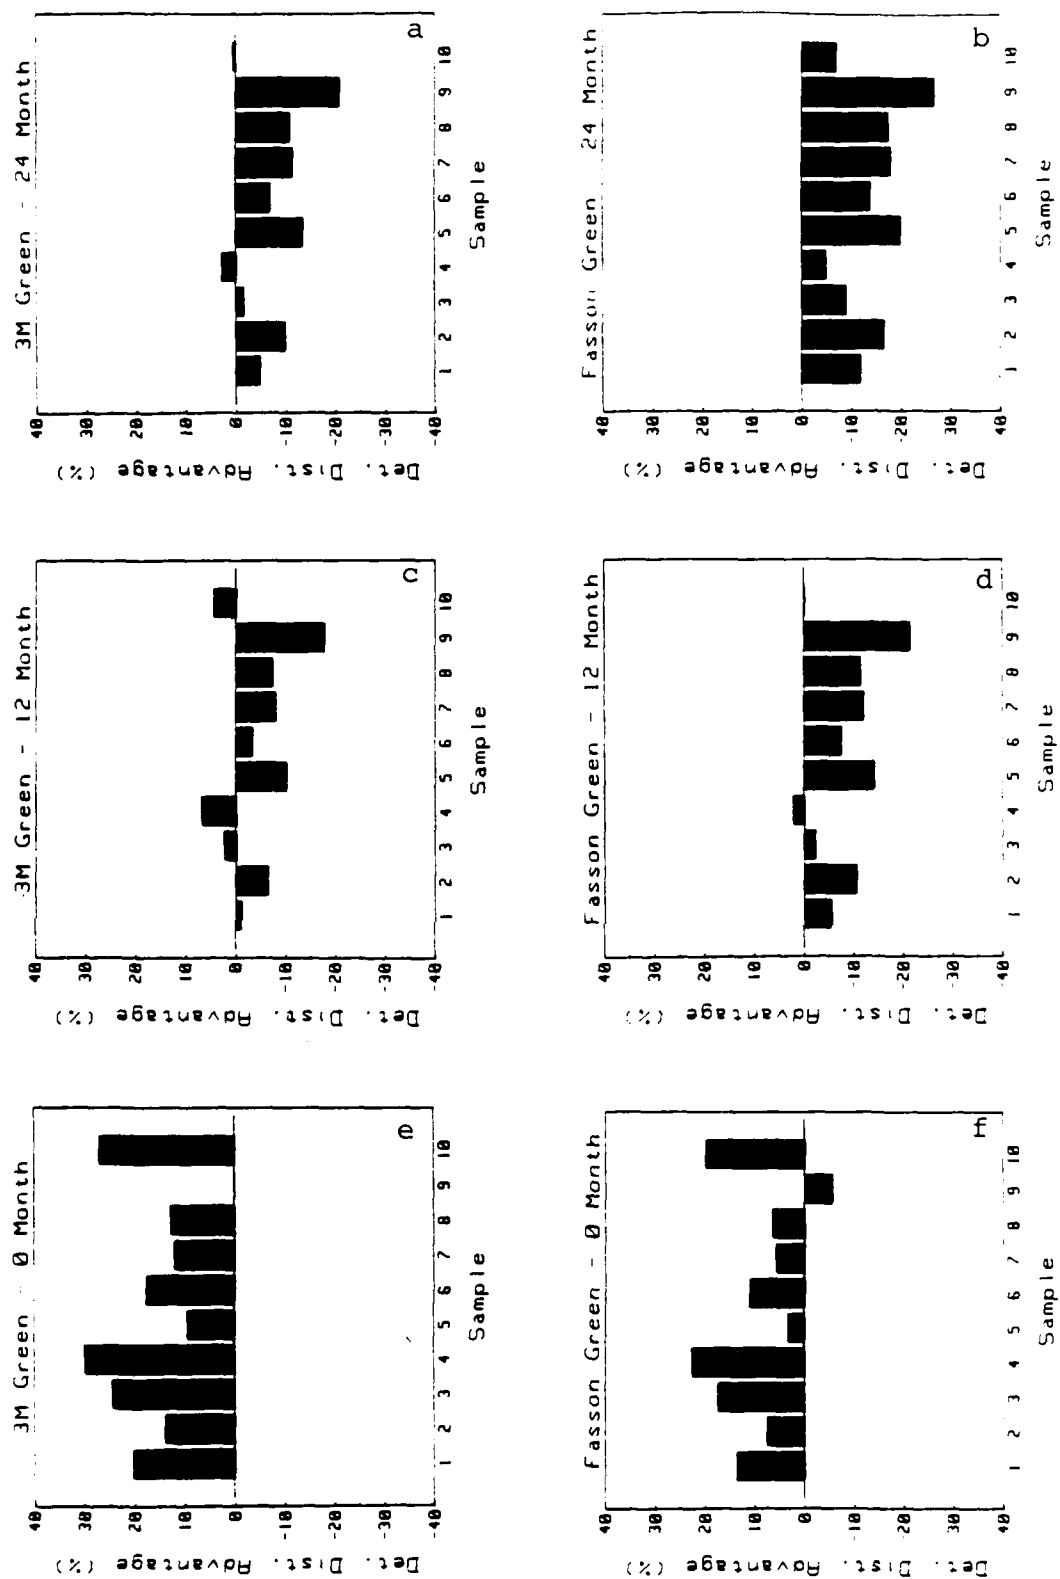 3M Green - 24 Month
a
40
30
20
10
0
-10
-20
-30
-40
Det. Dist. Advantage (%)
1 2 3 4 5 6 7 8 9 10
Sample
Fasson Green 24 Month
b
40
30
20
10
0
-10
-20
-30
-40
Det. Dist. Advantage (%)
1 2 3 4 5 6 7 8 9 10
Sample
3M Green - 12 Month
c
40
30
20
10
0
-10
-20
-30
-40
Det. Dist. Advantage (%)
1 2 3 4 5 6 7 8 9 10
Sample
Fasson Green - 12 Month
d
40
30
20
10
0
-10
-20
-30
-40
Det. Dist. Advantage (%)
1 2 3 4 5 6 7 8 9 10
Sample
3M Green - 0 Month
e
40
30
20
10
0
-10
-20
-30
-40
Det. Dist. Advantage (%)
1 2 3 4 5 6 7 8 9 10
Sample
Fasson Green - 0 Month
f
40
30
20
10
0
-10
-20
-30
-40
Det. Dist. Advantage (%)
1 2 3 4 5 6 7 8 9 10
Sample